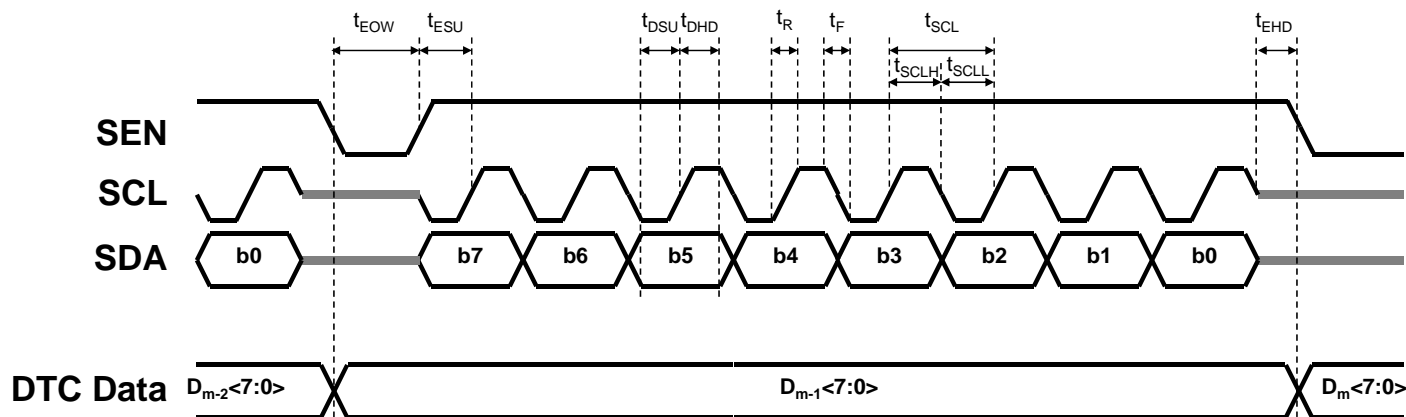 tEOW tESU tDSU tDHD tR tF tSCL tEHD
tSCLH tSCLL
SEN
SCL
SDA b0 b7 b6 b5 b4 b3 b2 b1 b0
DTC Data Dm-2<7:0> Dm-1<7:0> Dm<7:0>